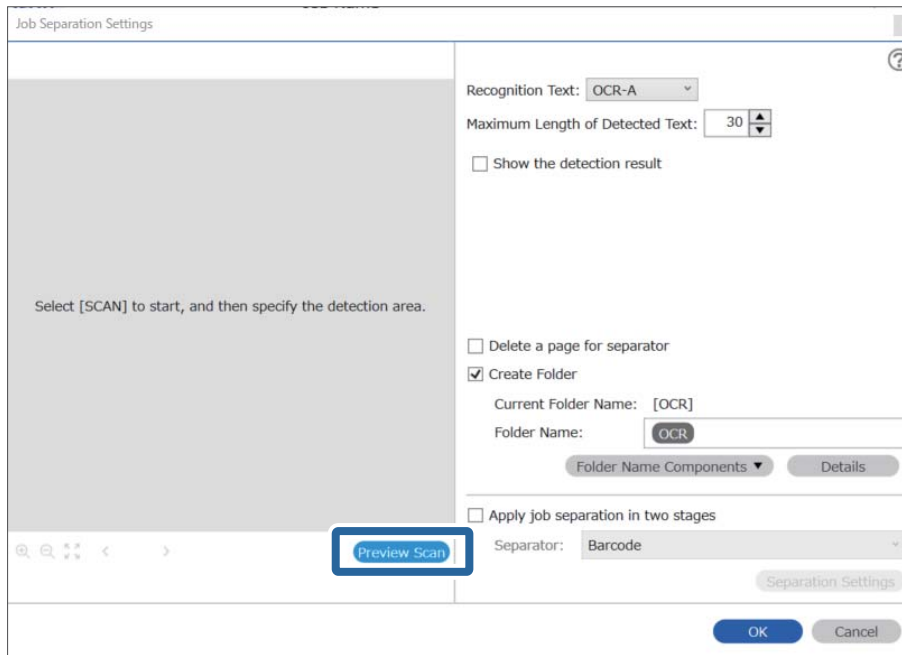 Job Separation Settings
Recognition Text: OCR-A
Maximum Length of Detected Text: 30
Show the detection result
Select [SCAN] to start, and then specify the detection area.
Delete a page for separator
Create Folder
Current Folder Name: [OCR]
Folder Name: OCR
Folder Name Components ▼ Details
Apply job separation in two stages
Preview Scan Separator: Barcode
Separation Settings
OK Cancel